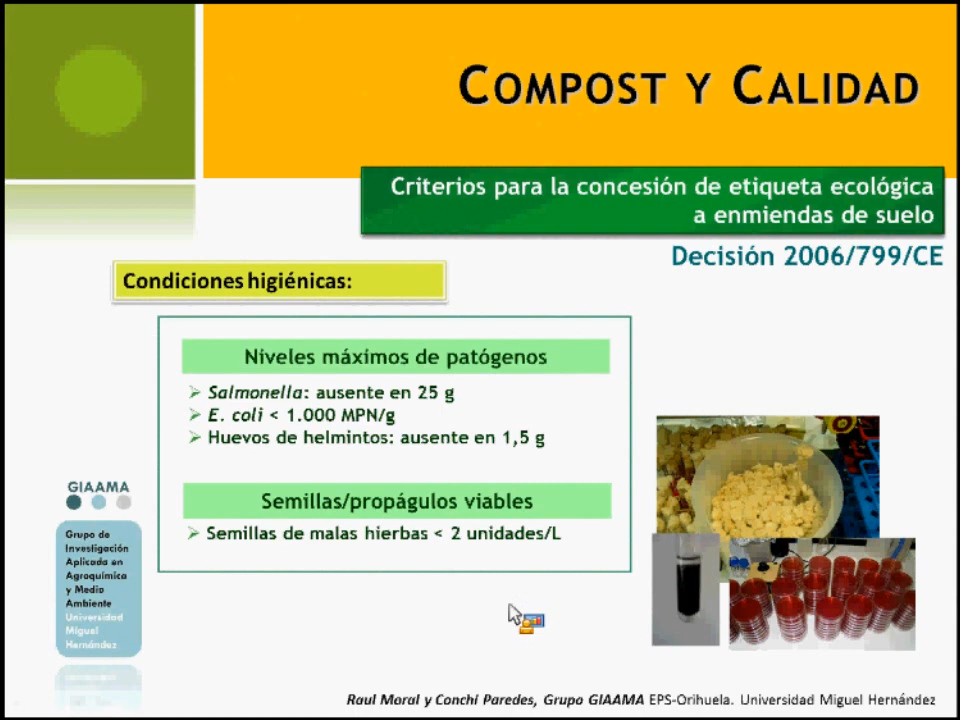 COMPOST Y CALIDAD
Criterios para la concesión de etiqueta ecológica
a enmiendas de suelo
Decisión 2006/799/CE
Condiciones higiénicas:
Niveles máximos de patógenos
Salmonella: ausente en 25 g
E. coli < 1.000 MPN/g
Huevos de helmintos: ausente en 1,5 g
Semillas/propágulos viables
Semillas de malas hierbas < 2 unidades/L
GIAAMA
Grupo de
Investigación
Aplicada en
Agroquímica
y Medio
Ambiente
Universidad
Miguel
Hernández
Raul Moral y Conchi Paredes, Grupo GIAAMA EPS-Orihuela. Universidad Miguel Hernández